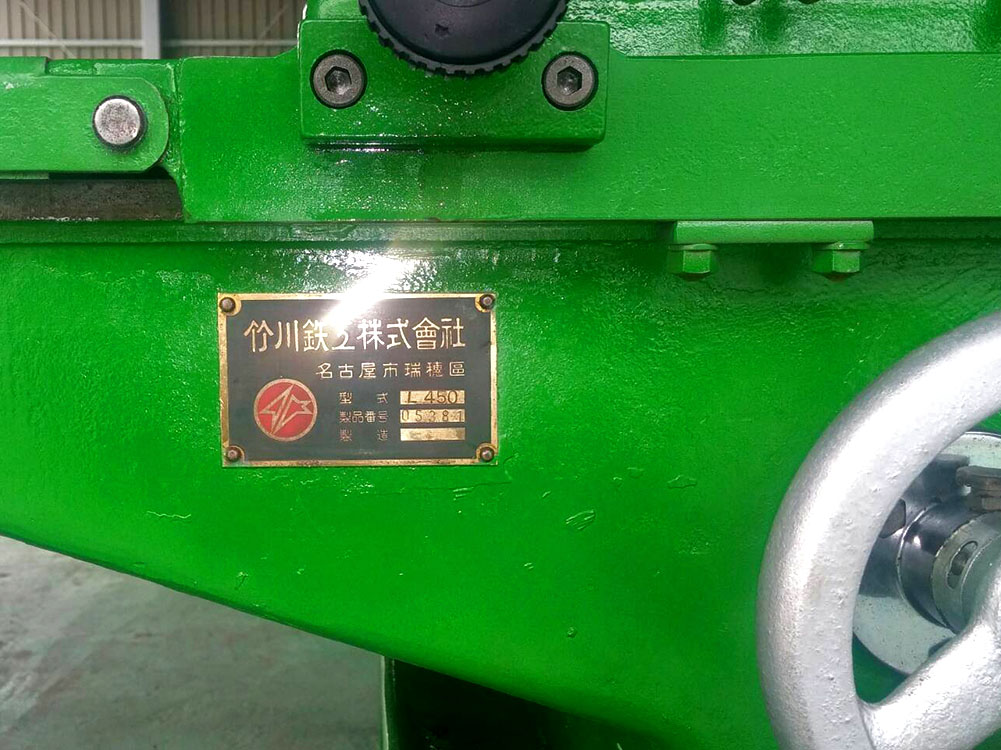 竹川鉄工株式會社
名古屋市瑞穂區
型式 L 450
製品番号 05381
製造